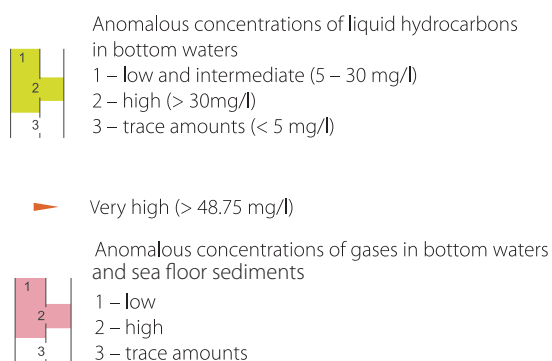 Anomalous concentrations of liquid hydrocarbons
in bottom waters
1
2
3
1 – low and intermediate (5 – 30 mg/l)
2 – high (> 30mg/l)
3 – trace amounts (< 5 mg/l)
Very high (> 48.75 mg/l)
Anomalous concentrations of gases in bottom waters
and sea floor sediments
1
2
3
1 – low
2 – high
3 – trace amounts